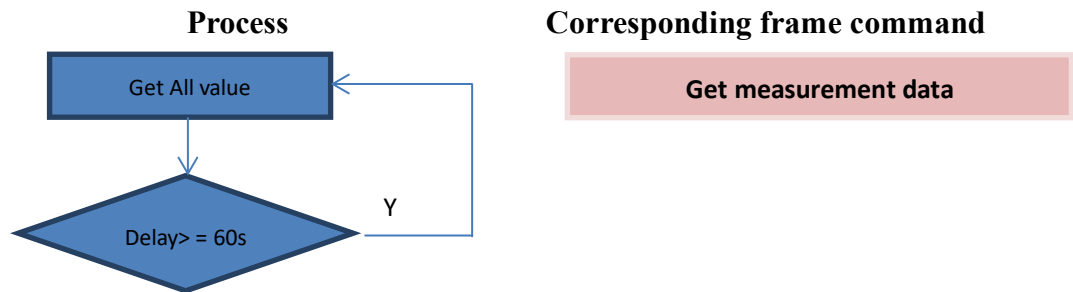 Process
Corresponding frame command
Get All value
Get measurement data
Y
Delay> = 60s